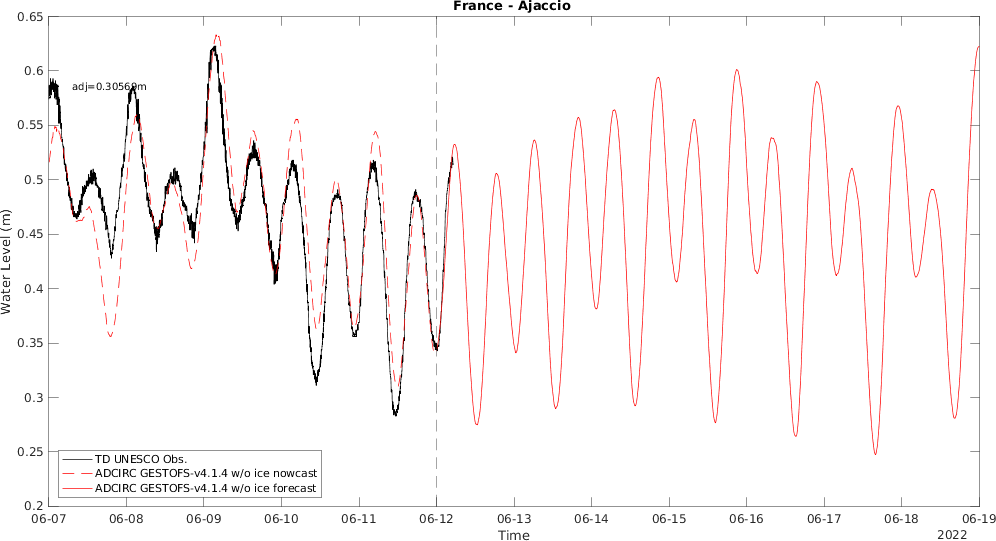 France - Ajaccio
0.65
0.6
0.55
0.5
0.45
0.4
0.35
0.3
0.25
0.2
Water Level (m)
adj=0.30569m
TD UNESCO Obs.
ADCIRC GESTOFS-v4.1.4 w/o ice nowcast
ADCIRC GESTOFS-v4.1.4 w/o ice forecast
06-07 06-08 06-09 06-10 06-11 06-12 06-13 06-14 06-15 06-16 06-17 06-18 06-19
Time
2022